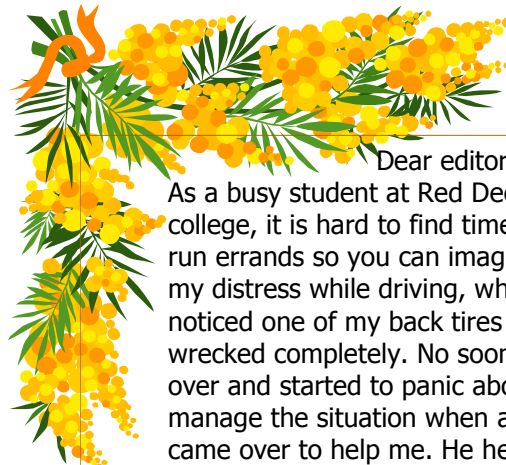 Dear editor
As a busy student at Red Dee
college, it is hard to find time
run errands so you can imag
my distress while driving, wh
noticed one of my back tires
wrecked completely. No soon
over and started to panic abo
manage the situation when a
came over to help me. He he